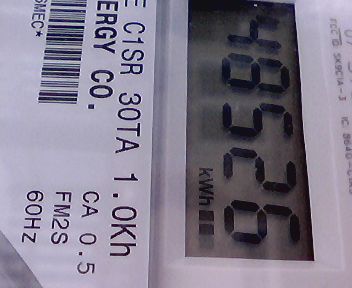 48526
kWh
C1SR 30TA 1.0Kh
ERGY CO.
CA 0.5
FM2S
60Hz